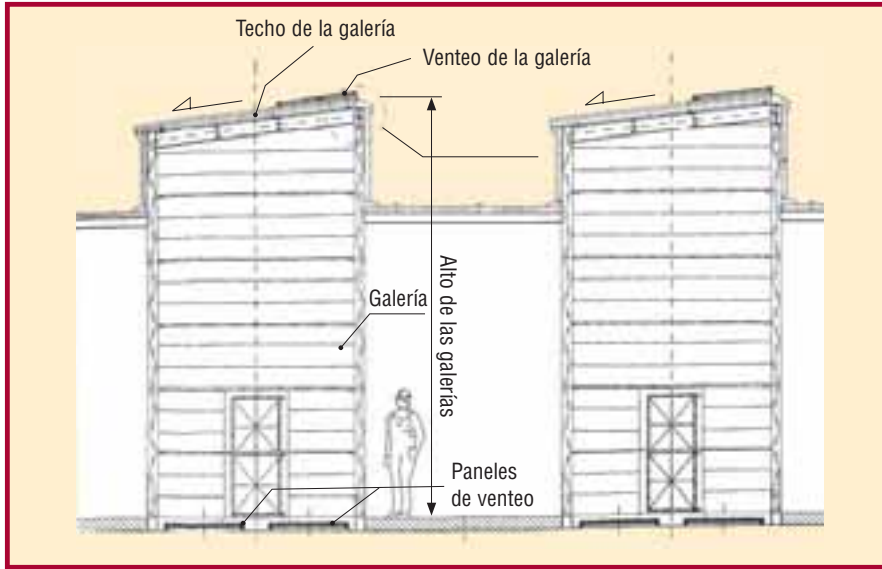 Techo de la galería
Venteo de la galería
Alto de las galerías
Galería
Paneles
de venteo